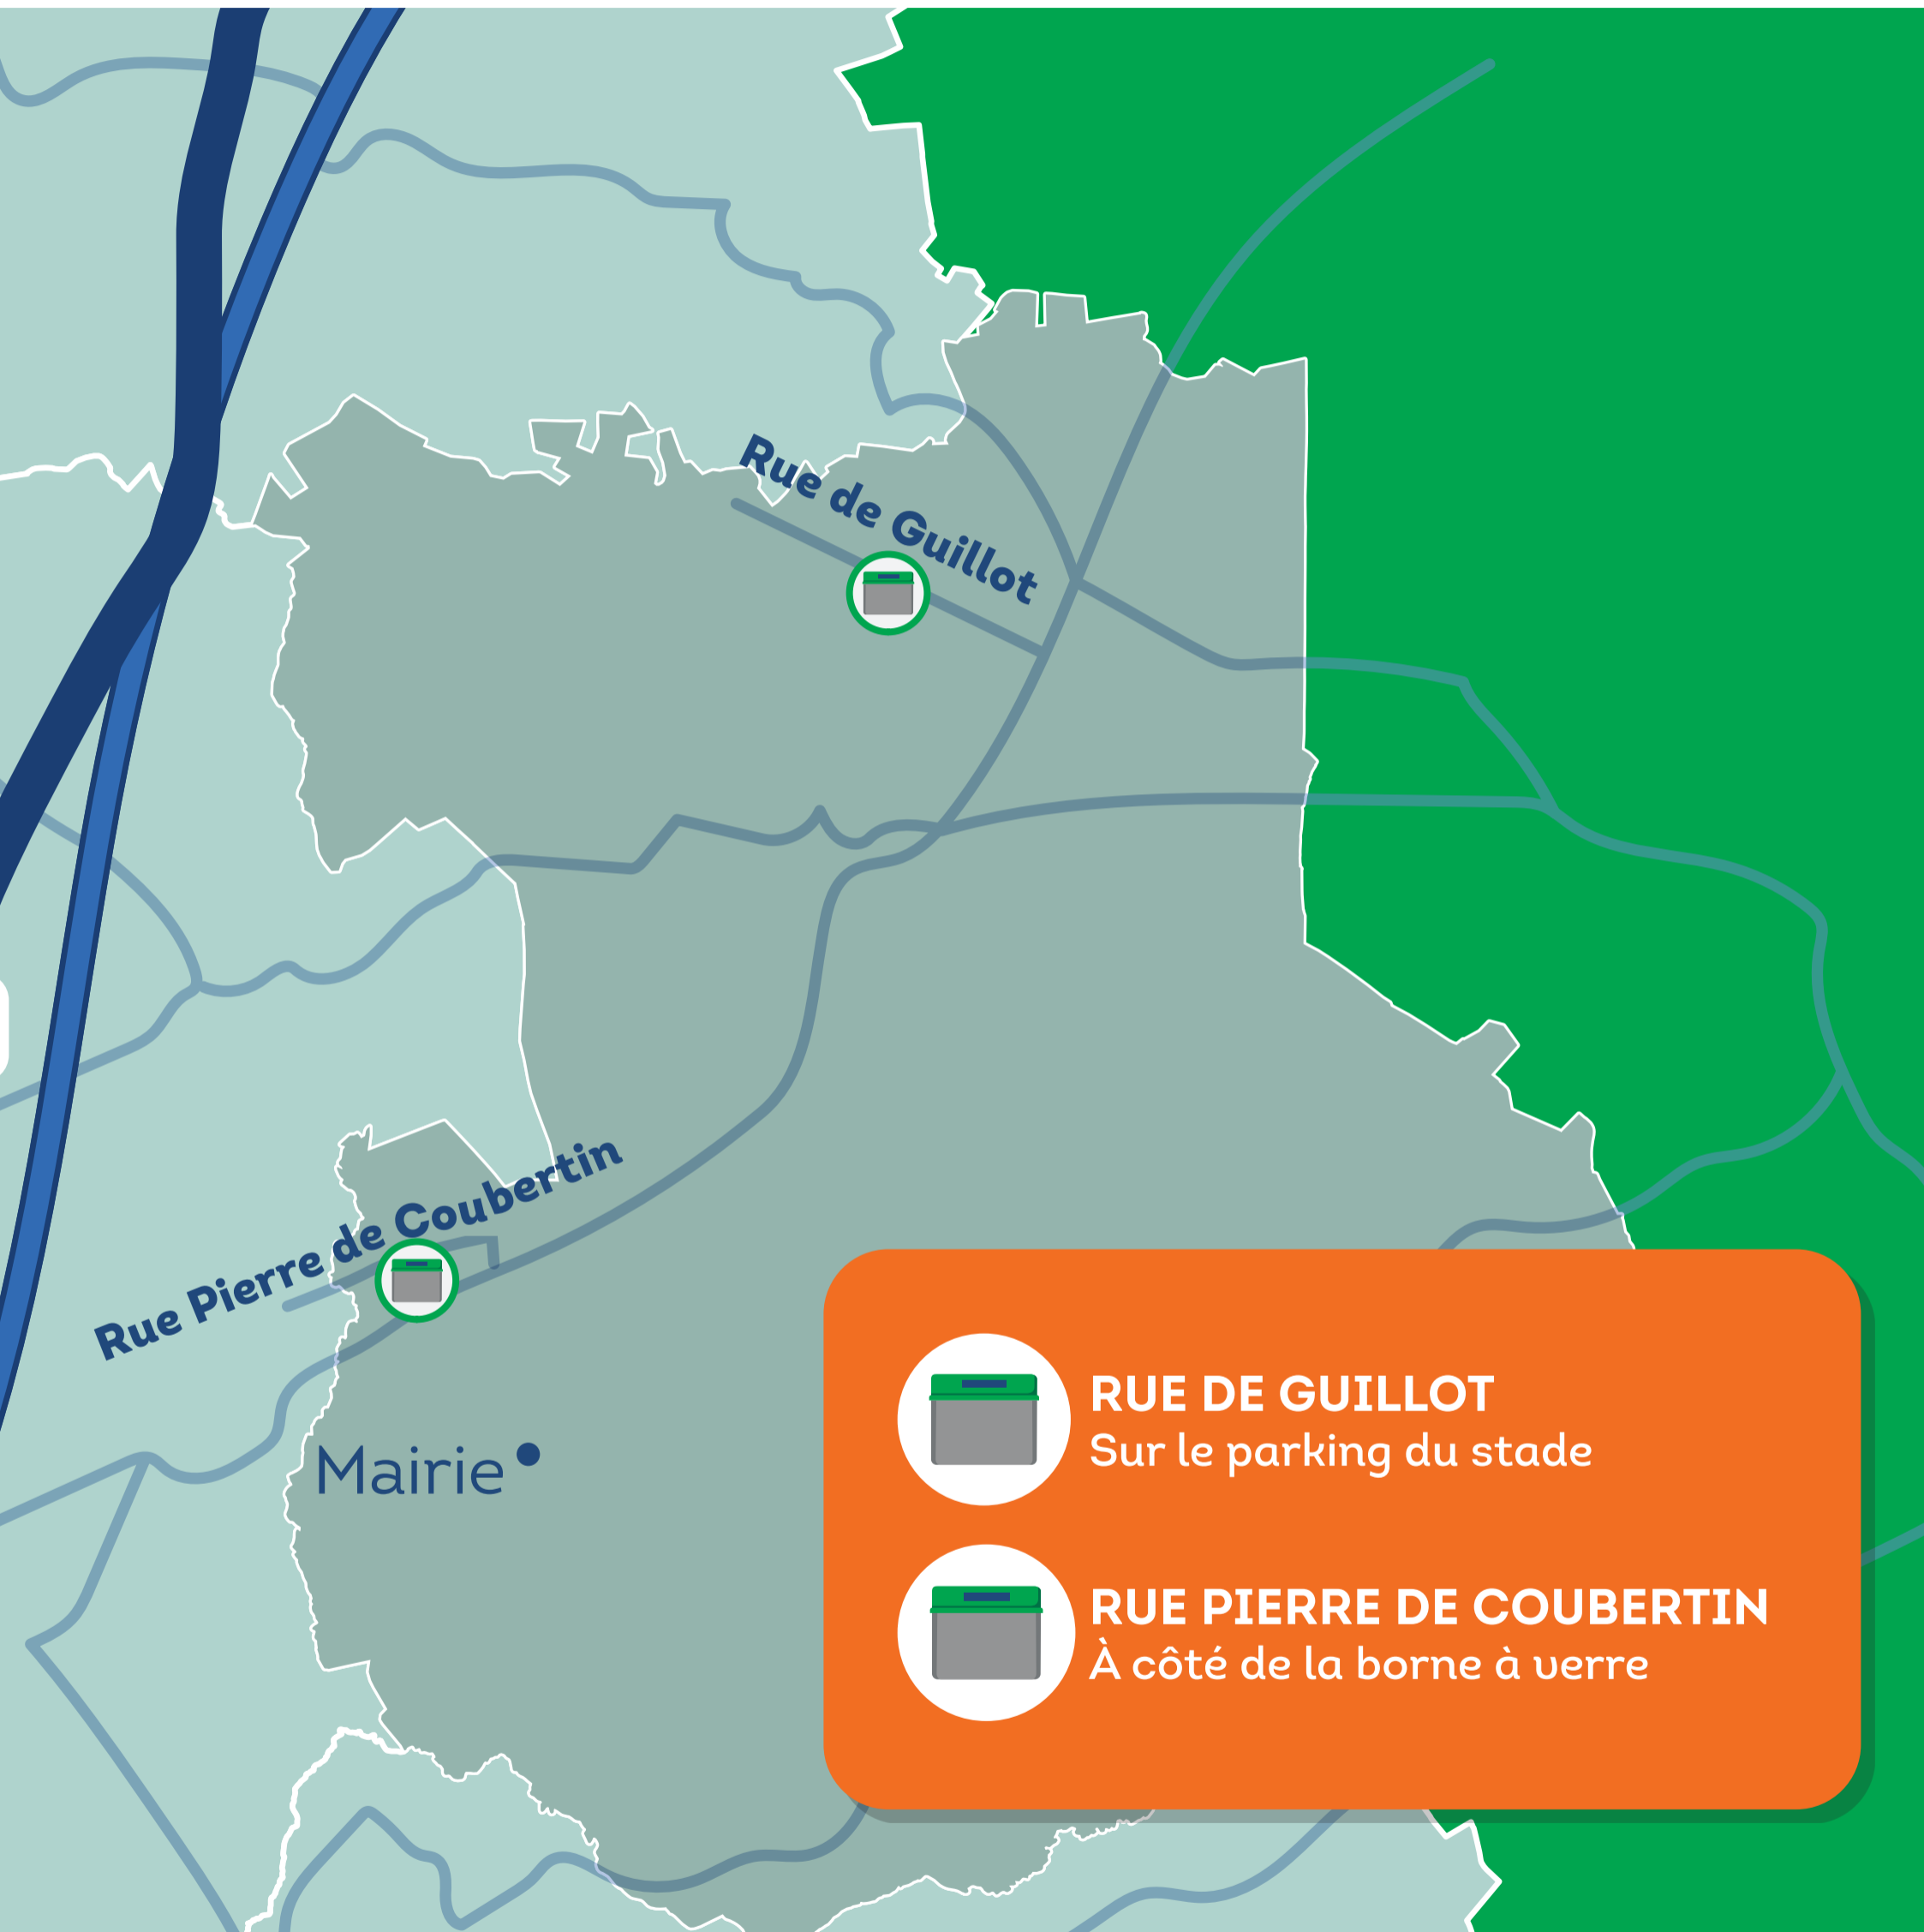 Rue de Guillot
Rue Pierre de Coubertin
Mairie
RUE DE GUILLOT
Sur le parking du stade
RUE PIERRE DE COUBERTIN
À côté de la borne à verre